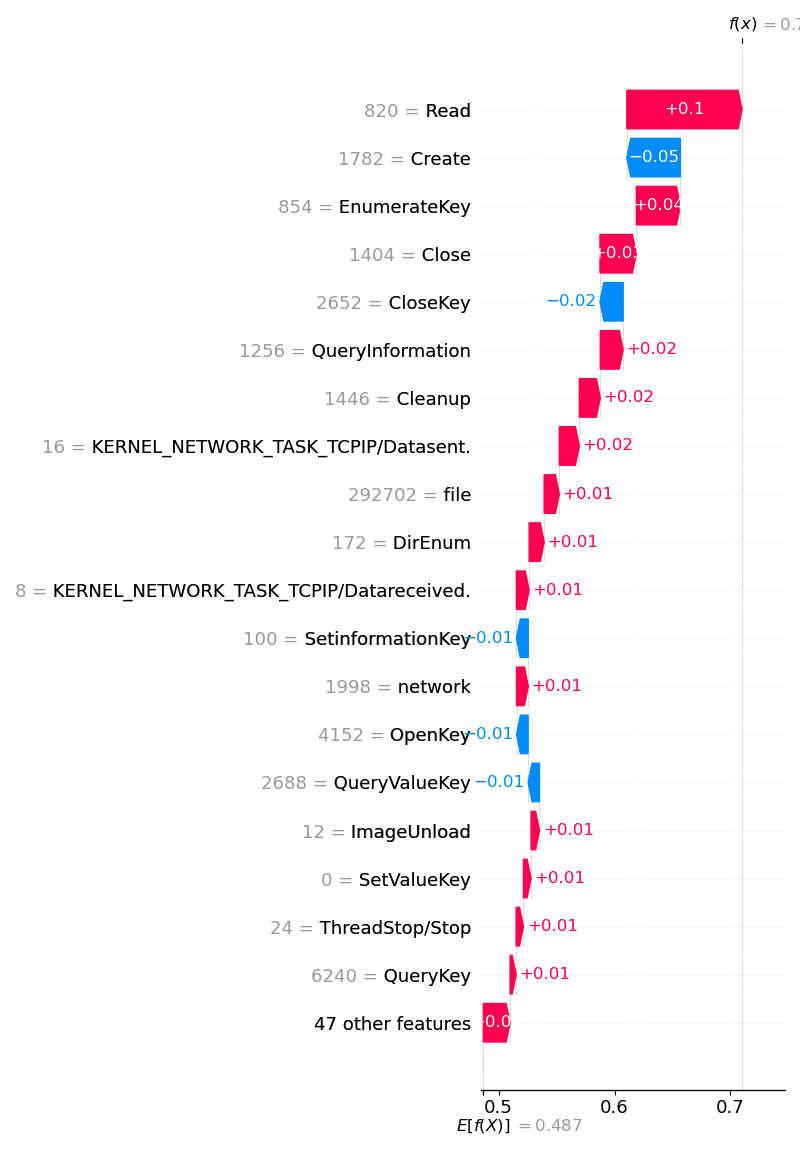 f(x) = 0.7
820 = Read +0.1
1782 = Create −0.05
854 = EnumerateKey +0.04
1404 = Close +0.03
2652 = CloseKey −0.02
1256 = QueryInformation +0.02
1446 = Cleanup +0.02
16 = KERNEL_NETWORK_TASK_TCPIP/Datasent. +0.02
292702 = file +0.01
172 = DirEnum +0.01
8 = KERNEL_NETWORK_TASK_TCPIP/Datareceived. +0.01
100 = SetinformationKey −0.01
1998 = network +0.01
4152 = OpenKey −0.01
2688 = QueryValueKey −0.01
12 = ImageUnload +0.01
0 = SetValueKey +0.01
24 = ThreadStop/Stop +0.01
6240 = QueryKey +0.01
47 other features
0.5 0.6 0.7
E[f(X)] = 0.487